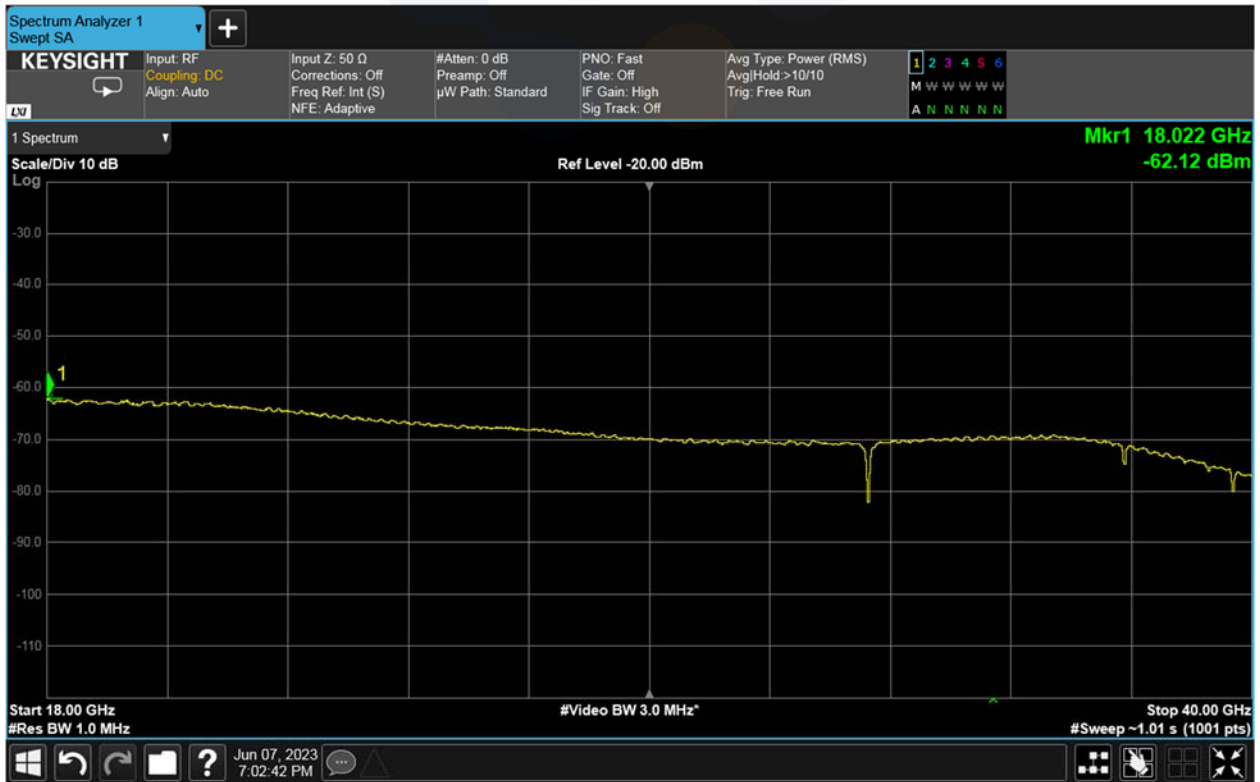 Spectrum Analyzer 1
Swept SA
+
KEYSIGHT
LXI
Input: RF
Coupling: DC
Align: Auto
Input Z: 50 Ω
Corrections: Off
Freq Ref: Int (S)
NFE: Adaptive
#Atten: 0 dB
Preamp: Off
µW Path: Standard
PNO: Fast
Gate: Off
IF Gain: High
Sig Track: Off
Avg Type: Power (RMS)
Avg|Hold:>10/10
Trig: Free Run
1 2 3 4 5 6
M W W W W W
A N N N N N
1 Spectrum
Mkr1 18.022 GHz
-62.12 dBm
Scale/Div 10 dB
Ref Level -20.00 dBm
Log
-30.0
-40.0
-50.0
1
-60.0
-70.0
-80.0
-90.0
-100
-110
Start 18.00 GHz
#Video BW 3.0 MHz*
Stop 40.00 GHz
#Res BW 1.0 MHz
#Sweep ~1.01 s (1001 pts)
?
Jun 07, 2023
7:02:42 PM